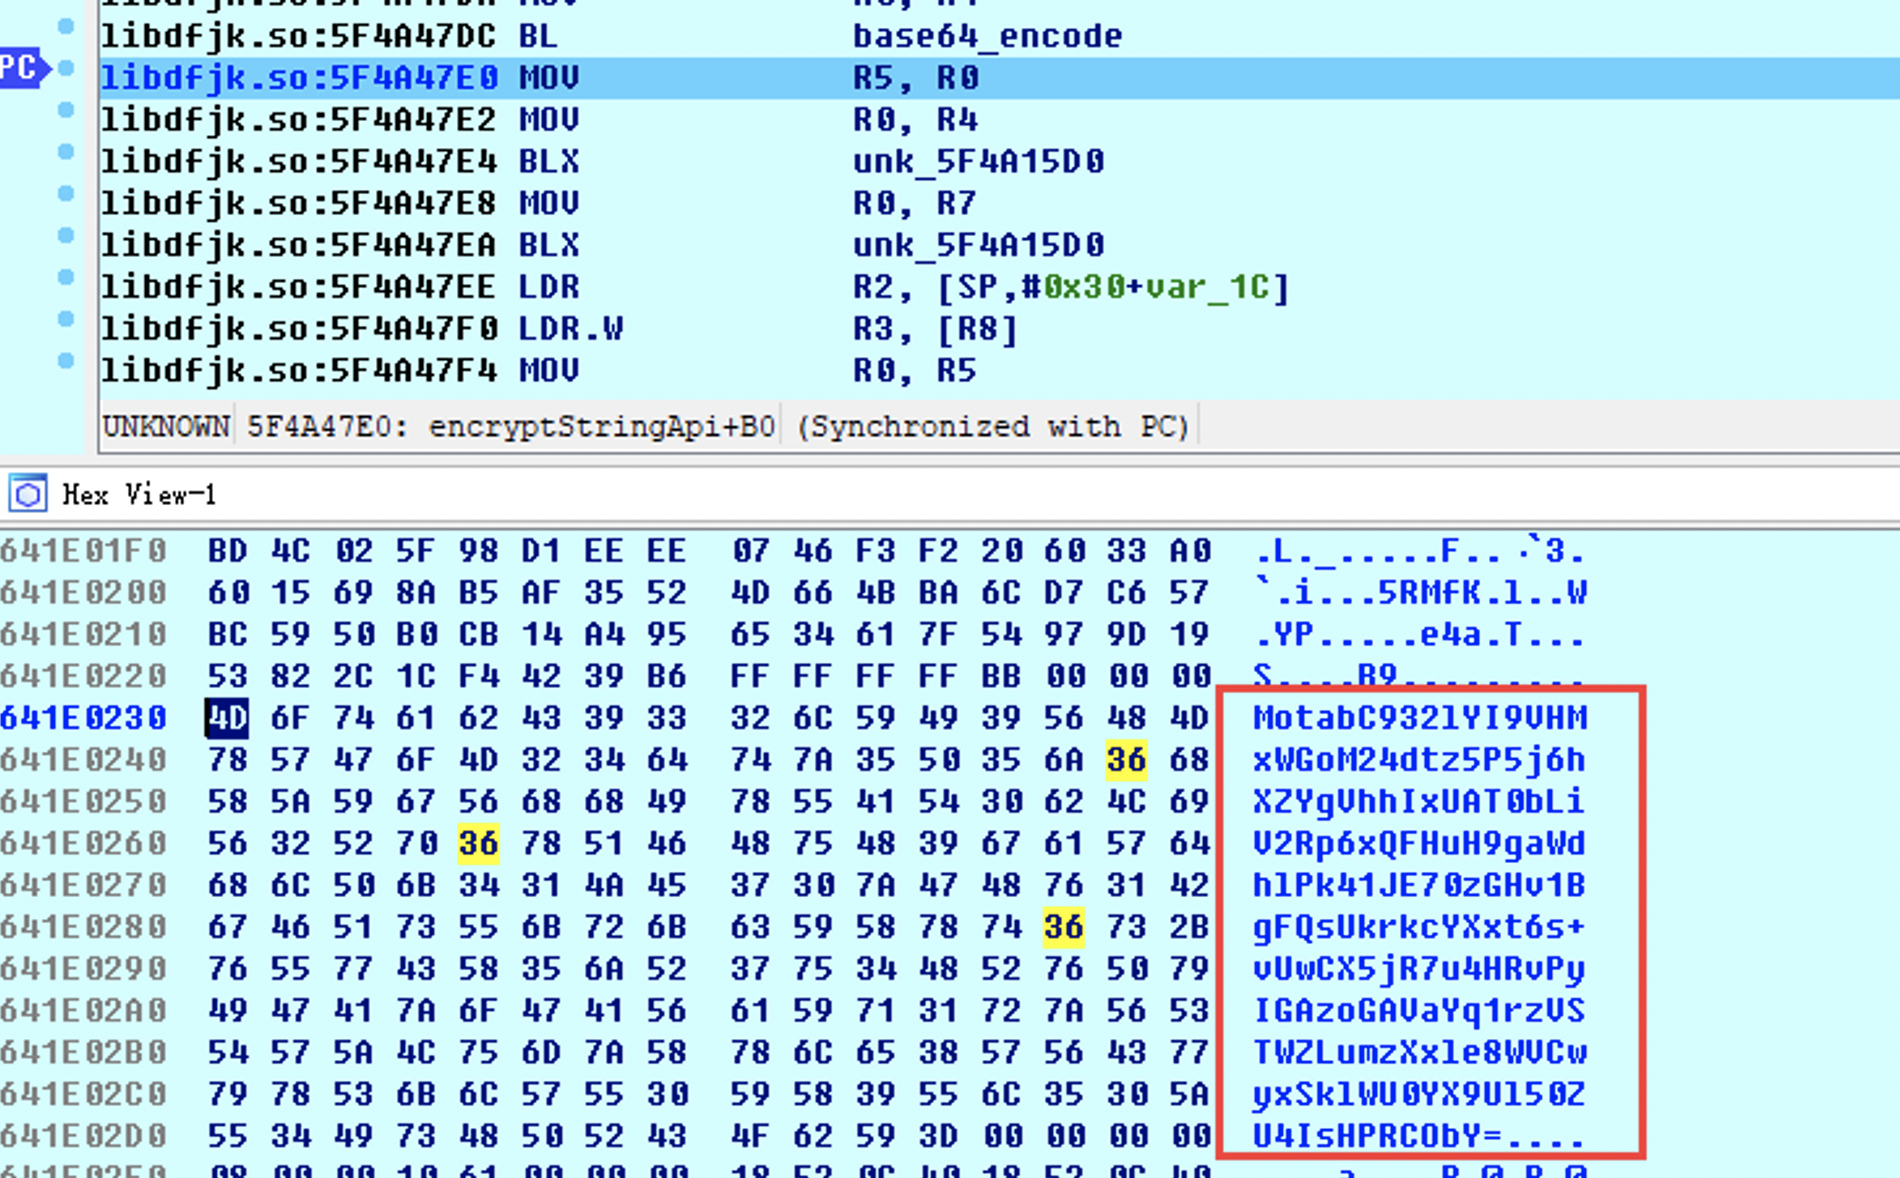 libdfjk.so:5F4A47DC BL base64_encode
PC libdfjk.so:5F4A47E0 MOV R5, R0
libdfjk.so:5F4A47E2 MOV R0, R4
libdfjk.so:5F4A47E4 BLX unk_5F4A15D0
libdfjk.so:5F4A47E8 MOV R0, R7
libdfjk.so:5F4A47EA BLX unk_5F4A15D0
libdfjk.so:5F4A47EE LDR R2, [SP,#0x30+var_1C]
libdfjk.so:5F4A47F0 LDR.W R3, [R8]
libdfjk.so:5F4A47F4 MOV R0, R5
UNKNOWN 5F4A47E0: encryptStringApi+B0 (Synchronized with PC)
Hex View-1
641E01F0 BD 4C 02 5F 98 D1 EE EE 07 46 F3 F2 20 60 33 A0 .L._.....F.. .`3.
641E0200 60 15 69 8A B5 AF 35 52 4D 66 4B BA 6C D7 C6 57 `.i...5RMfK.l..W
641E0210 BC 59 50 B0 CB 14 A4 95 65 34 61 7F 54 97 9D 19 .YP.....e4a.T...
641E0220 53 82 2C 1C F4 42 39 B6 FF FF FF FF BB 00 00 00 S....B9.........
641E0230 4D 6F 74 61 62 43 39 33 32 6C 59 49 39 56 48 4D MotabC932lYI9VHM
641E0240 78 57 47 6F 4D 32 34 64 74 7A 35 50 35 6A 36 68 xWGoM24dtz5P5j6h
641E0250 58 5A 59 67 56 68 68 49 78 55 41 54 30 62 4C 69 XZYgVhhIxUAT0bLi
641E0260 56 32 52 70 36 78 51 46 48 75 48 39 67 61 57 64 V2Rp6xQFHuH9gaWd
641E0270 68 6C 50 6B 34 31 4A 45 37 30 7A 47 48 76 31 42 hlPk41JE70zGHv1B
641E0280 67 46 51 73 55 6B 72 6B 63 59 58 78 74 36 73 2B gFQsUkrkcYXxt6s+
641E0290 76 55 77 43 58 35 6A 52 37 75 34 48 52 76 50 79 vUwCX5jR7u4HRvPy
641E02A0 49 47 41 7A 6F 47 41 56 61 59 71 31 72 7A 56 53 IGAzoGAVaYq1rzVS
641E02B0 54 57 5A 4C 75 6D 7A 58 78 6C 65 38 57 56 43 77 TWZLumzXxle8WVCw
641E02C0 79 78 53 6B 6C 57 55 30 59 58 39 55 6C 35 30 5A yxSklWU0YX9Ul50Z
641E02D0 55 34 49 73 48 50 52 43 4F 62 59 3D 00 00 00 00 U4IsHPRCObY=....